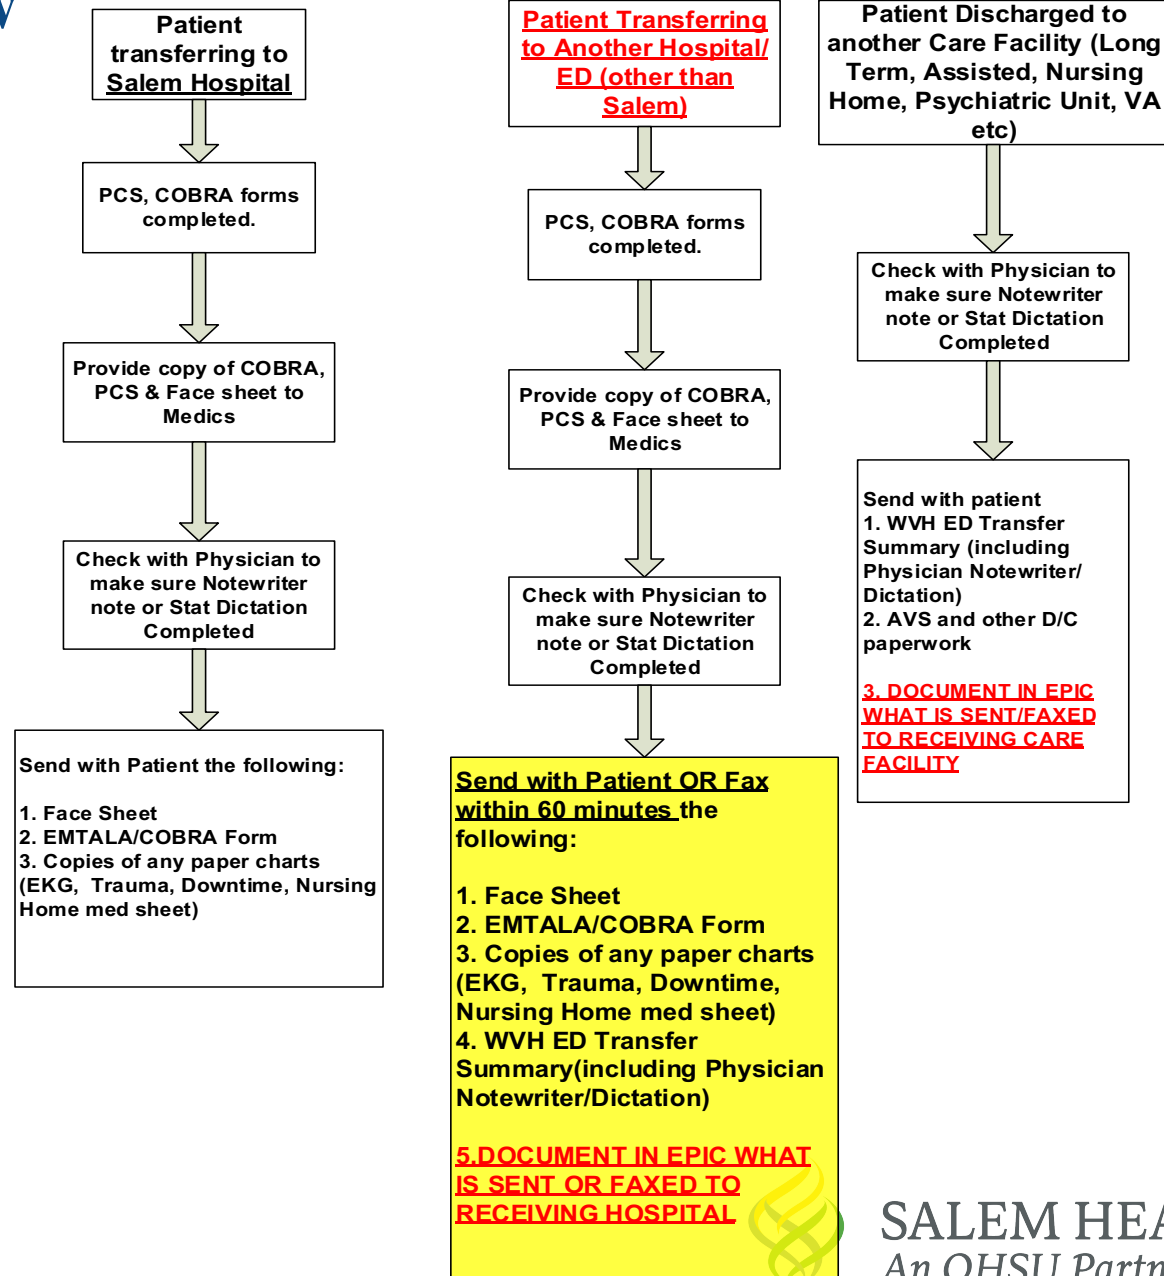 Patient
transferring to
Salem Hospital
PCS, COBRA forms
completed.
Provide copy of COBRA,
PCS & Face sheet to
Medics
Check with Physician to
make sure Notewriter
note or Stat Dictation
Completed
Send with Patient the following:
1. Face Sheet
2. EMTALA/COBRA Form
3. Copies of any paper charts
(EKG, Trauma, Downtime, Nursing
Home med sheet)
Patient Transferring
to Another Hospital/
ED (other than
Salem)
PCS, COBRA forms
completed.
Provide copy of COBRA,
PCS & Face sheet to
Medics
Check with Physician to
make sure Notewriter
note or Stat Dictation
Completed
Send with Patient OR Fax
within 60 minutes the
following:
1. Face Sheet
2. EMTALA/COBRA Form
3. Copies of any paper charts
(EKG, Trauma, Downtime,
Nursing Home med sheet)
4. WVH ED Transfer
Summary(including Physician
Notewriter/Dictation)
5.DOCUMENT IN EPIC WHAT
IS SENT OR FAXED TO
RECEIVING HOSPITAL
Patient Discharged to
another Care Facility (Long
Term, Assisted, Nursing
Home, Psychiatric Unit, VA
etc)
Check with Physician to
make sure Notewriter
note or Stat Dictation
Completed
Send with patient
1. WVH ED Transfer
Summary (including
Physician Notewriter/
Dictation)
2. AVS and other D/C
paperwork
3. DOCUMENT IN EPIC
WHAT IS SENT/FAXED
TO RECEIVING CARE
FACILITY
SALEM HEA
An OHSU Partn